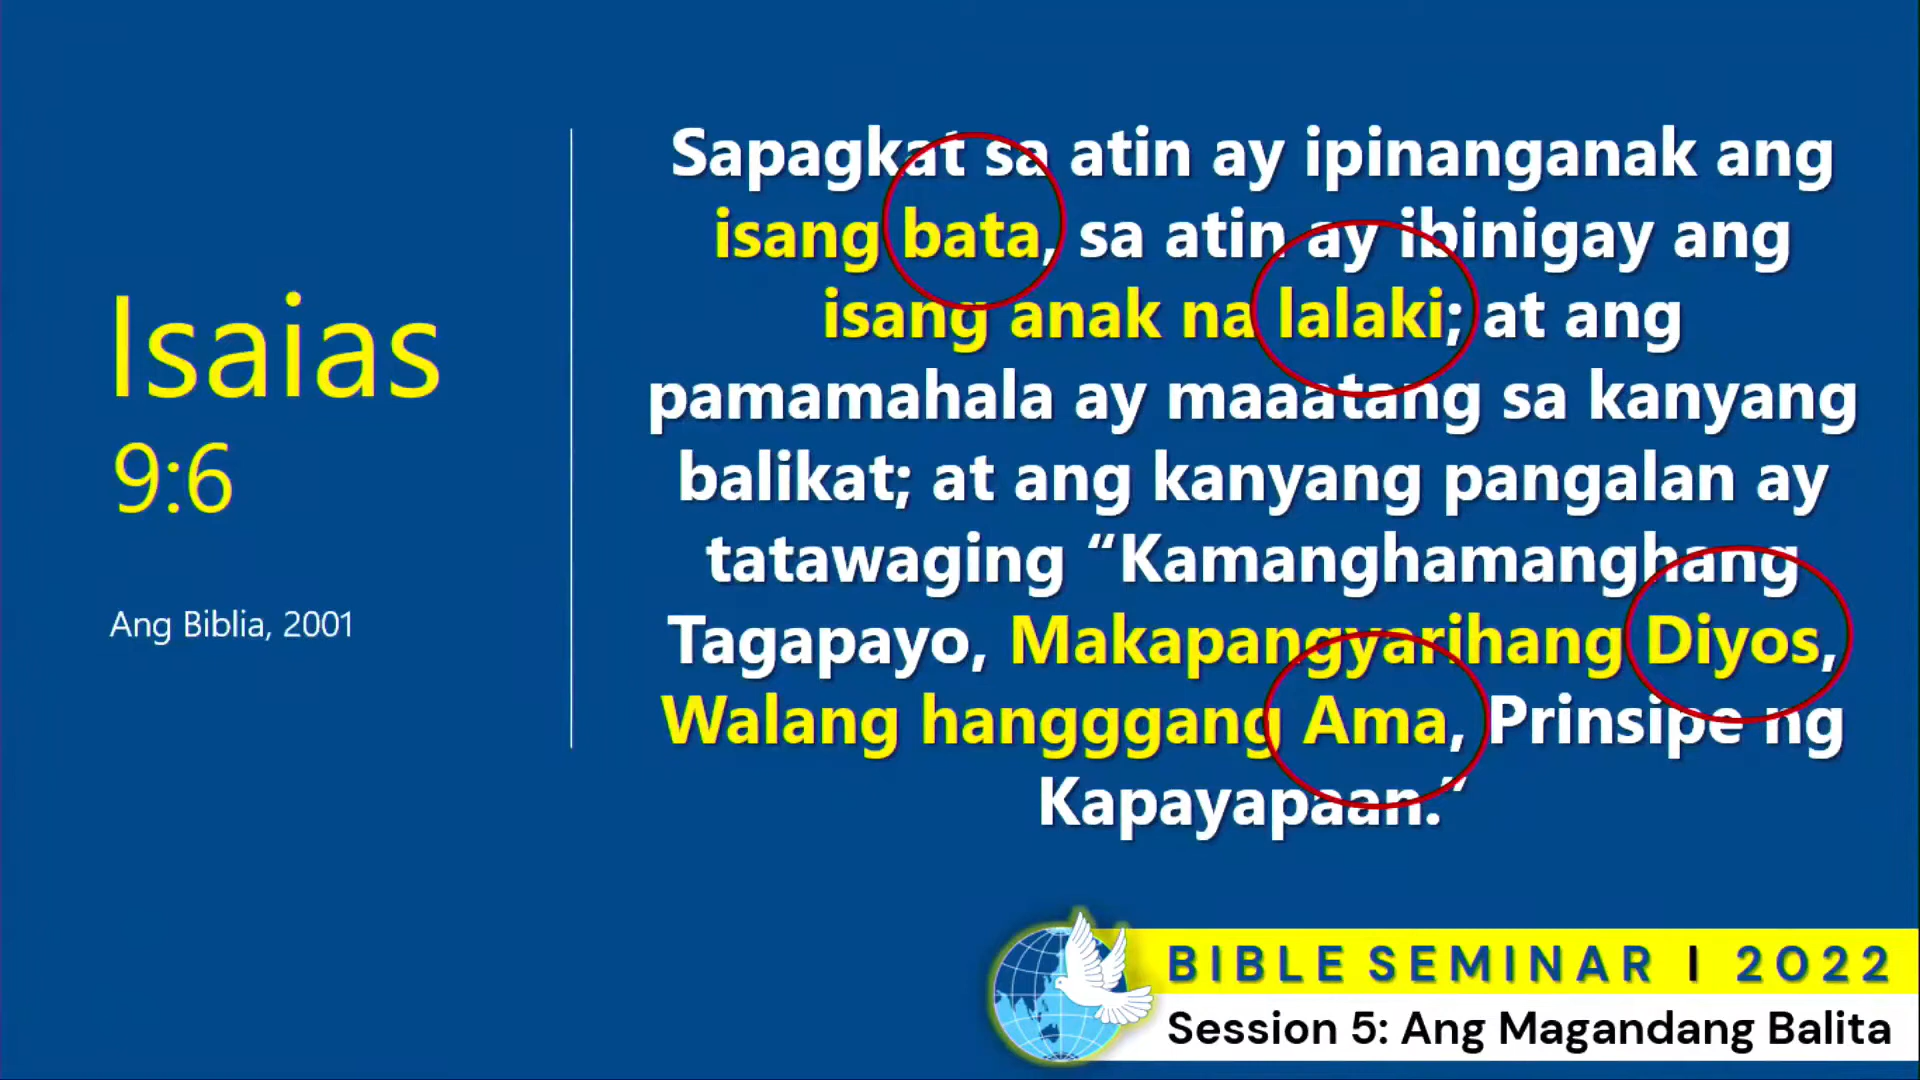 Isaias
9:6
Ang Biblia, 2001
Sapagkat sa atin ay ipinanganak ang
isang bata, sa atin ay ibinigay ang
isang anak na lalaki; at ang
pamamahala ay maaatang sa kanyang
balikat; at ang kanyang pangalan ay
tatawaging “Kamanghamanghang
Tagapayo, Makapangyarihang Diyos,
Walang hangggang Ama, Prinsipe ng
Kapayapaan.”
BIBLE SEMINAR | 2022
Session 5: Ang Magandang Balita